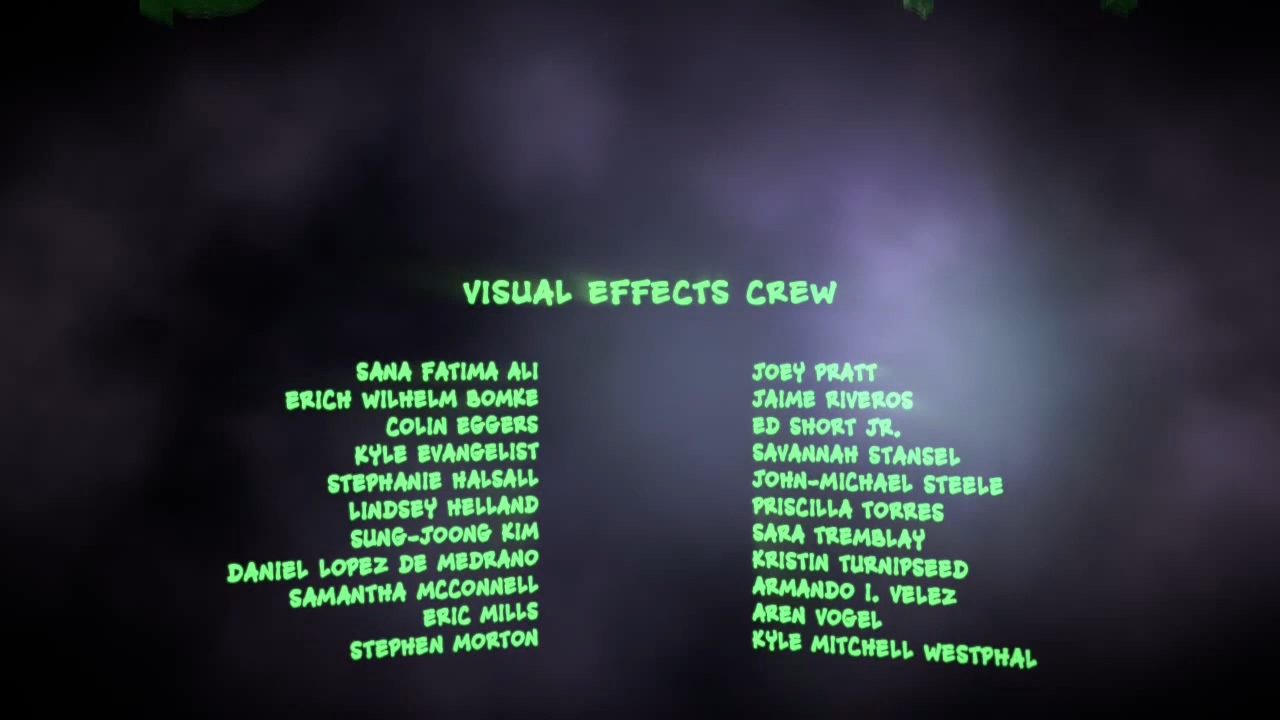 VISUAL EFFECTS CREW
SANA FATIMA ALI
ERICH WILHELM BOMKE
COLIN EGGERS
KYLE EVANGELIST
STEPHANIE HALSALL
LINDSEY HELLAND
SUNG-JOONG KIM
DANIEL LOPEZ DE MEDRANO
SAMANTHA MCCONNELL
ERIC MILLS
STEPHEN MORTON
JOEY PRATT
JAIME RIVEROS
ED SHORT JR.
SAVANNAH STANSEL
JOHN-MICHAEL STEELE
PRISCILLA TORRES
SARA TREMBLAY
KRISTIN TURNIPSEED
ARMANDO I. VELEZ
AREN VOGEL
KYLE MITCHELL WESTPHAL